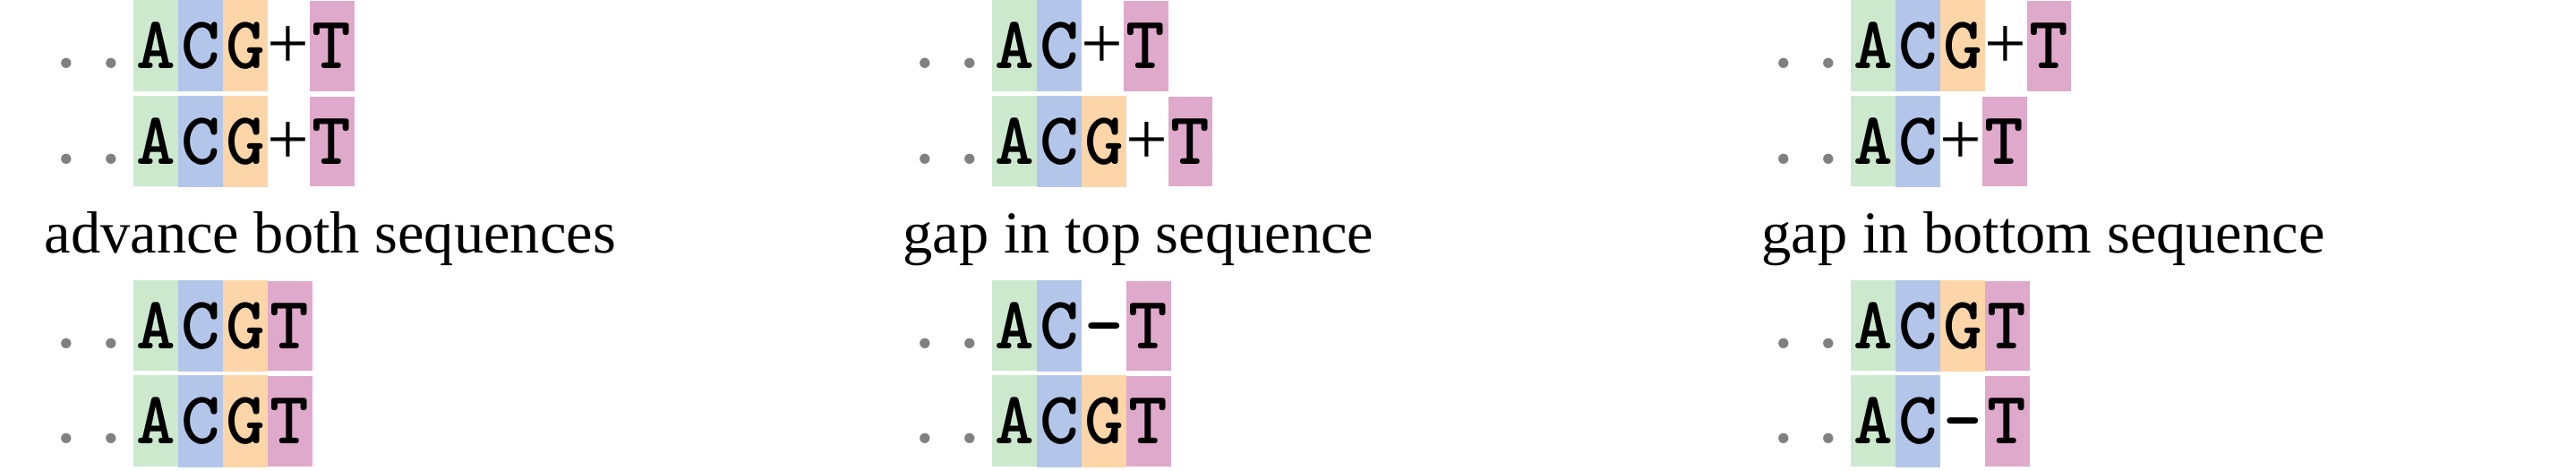 . . ACG+T
. . ACG+T
advance both sequences
. . ACGT
. . ACGT
. . AC+T
. . ACG+T
gap in top sequence
. . AC-T
. . ACGT
. . ACG+T
. . AC+T
gap in bottom sequence
. . ACGT
. . AC-T